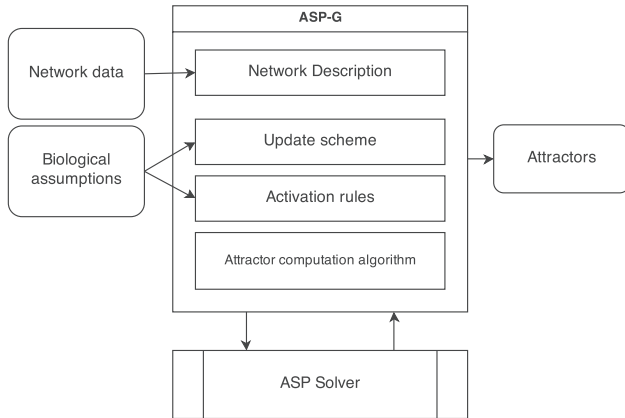 ASP-G
Network data
Network Description
Biological
assumptions
Update scheme
Activation rules
Attractor computation algorithm
Attractors
ASP Solver